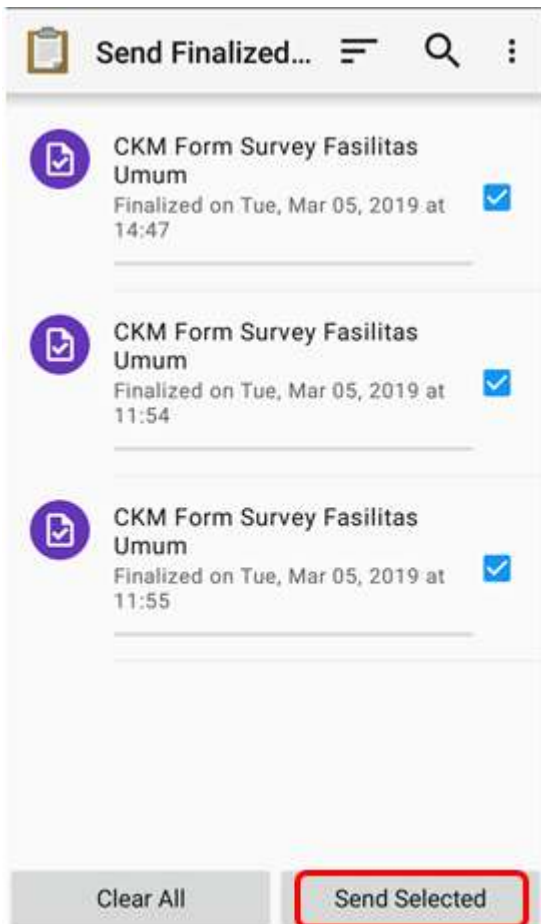 Send Finalized...
CKM Form Survey Fasilitas
Umum
Finalized on Tue, Mar 05, 2019 at
14:47
CKM Form Survey Fasilitas
Umum
Finalized on Tue, Mar 05, 2019 at
11:54
CKM Form Survey Fasilitas
Umum
Finalized on Tue, Mar 05, 2019 at
11:55
Clear All
Send Selected